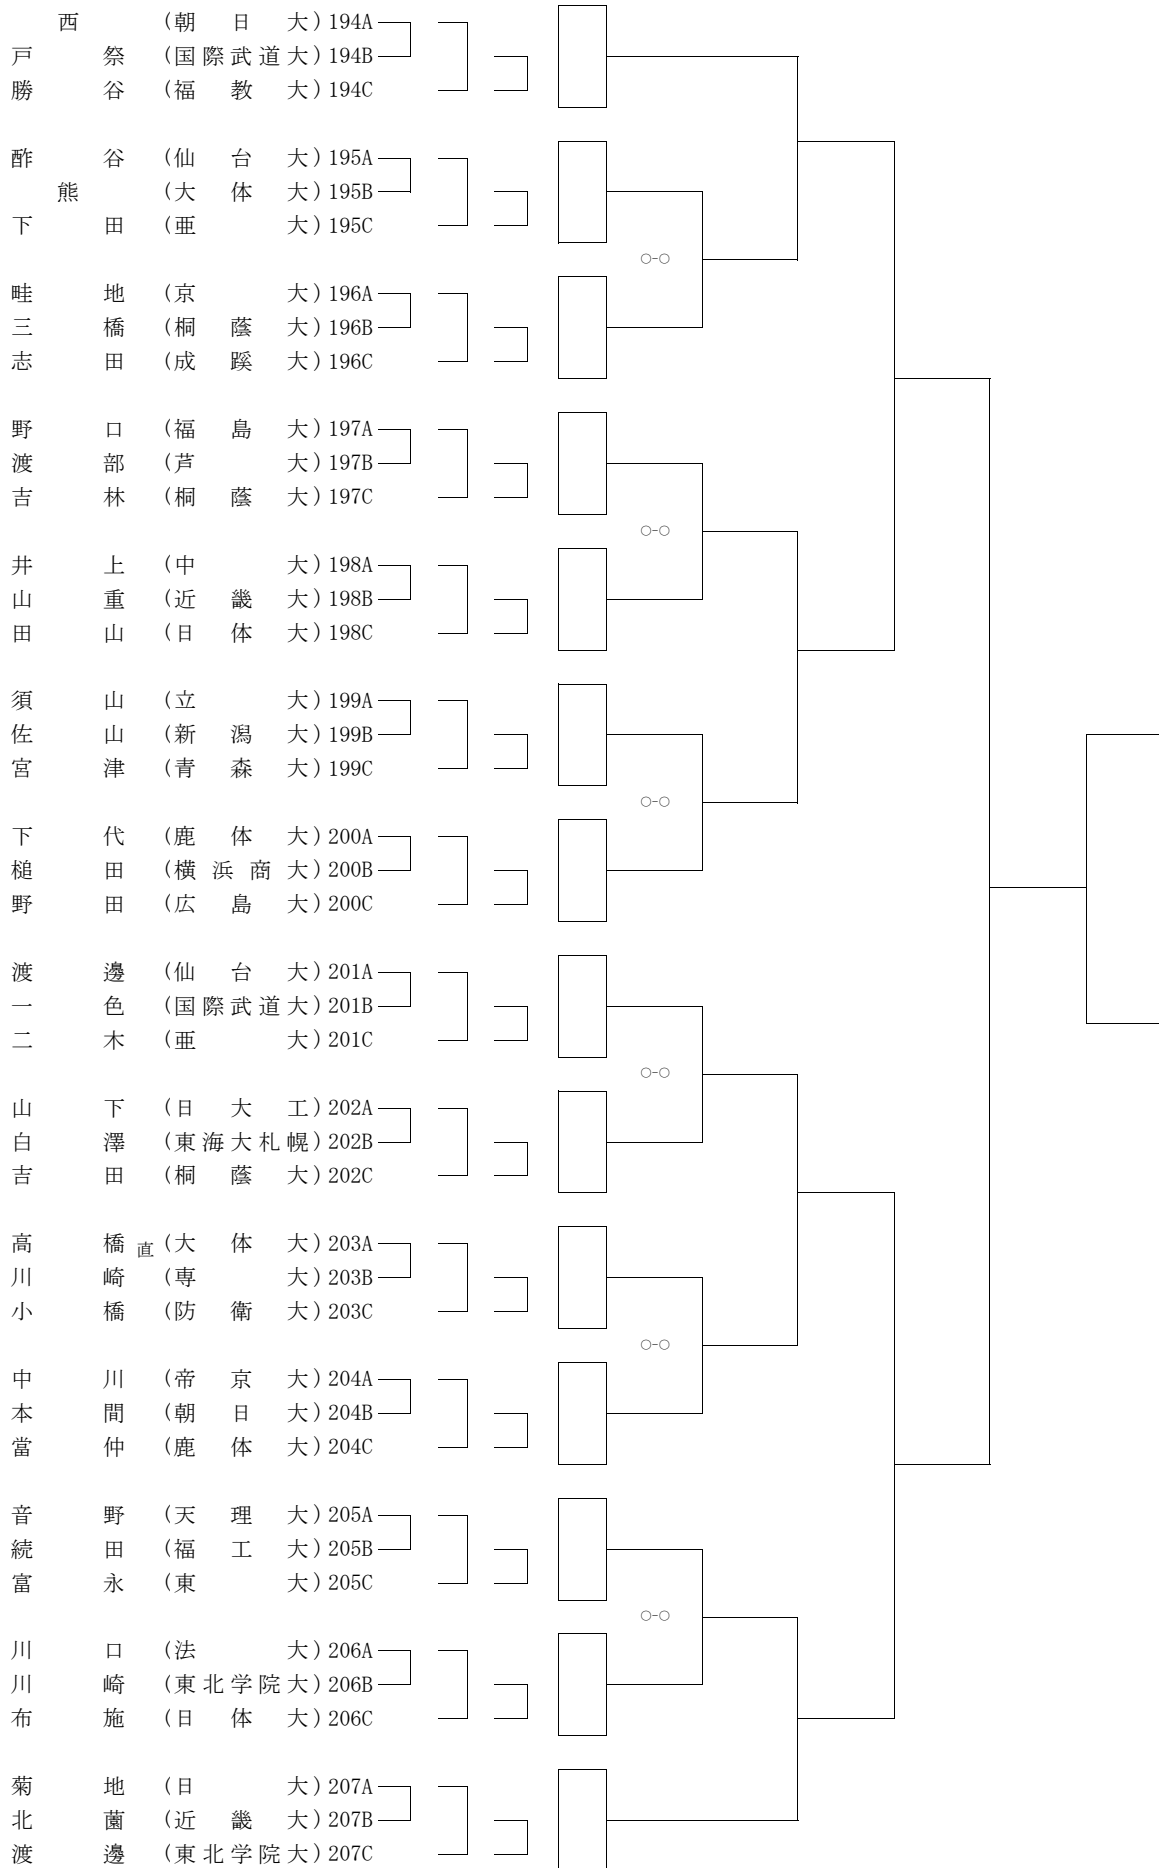 西 (朝日大) 194A
戸祭 (国際武道大) 194B
勝谷 (福教大) 194C
酢谷 (仙台大) 195A
熊 (大体大) 195B
下田 (亜大) 195C
○-○
畦地 (京大) 196A
三橋 (桐蔭大) 196B
志田 (成蹊大) 196C
野口 (福島大) 197A
渡部 (芦大) 197B
吉林 (桐蔭大) 197C
○-○
井上 (中大) 198A
山重 (近畿大) 198B
田山 (日体大) 198C
須山 (立大) 199A
佐山 (新潟大) 199B
宮津 (青森大) 199C
○-○
下代 (鹿体大) 200A
槌田 (横浜商大) 200B
野田 (広島大) 200C
渡邊 (仙台大) 201A
一色 (国際武道大) 201B
二木 (亜大) 201C
○-○
山下 (日大工) 202A
白澤 (東海大札幌) 202B
吉田 (桐蔭大) 202C
高橋直 (大体大) 203A
川崎 (専大) 203B
小橋 (防衛大) 203C
○-○
中川 (帝京大) 204A
本間 (朝日大) 204B
當仲 (鹿体大) 204C
音野 (天理大) 205A
続田 (福工大) 205B
富永 (東大) 205C
○-○
川口 (法大) 206A
川崎 (東北学院大) 206B
布施 (日体大) 206C
菊地 (日大) 207A
北薗 (近畿大) 207B
渡邊 (東北学院大) 207C